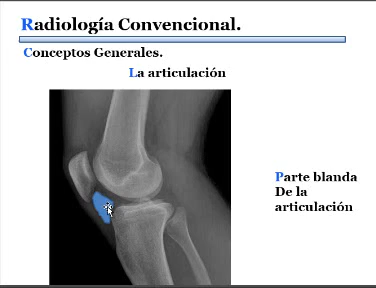 Radiología Convencional.
Conceptos Generales.
La articulación
Parte blanda
De la
articulación